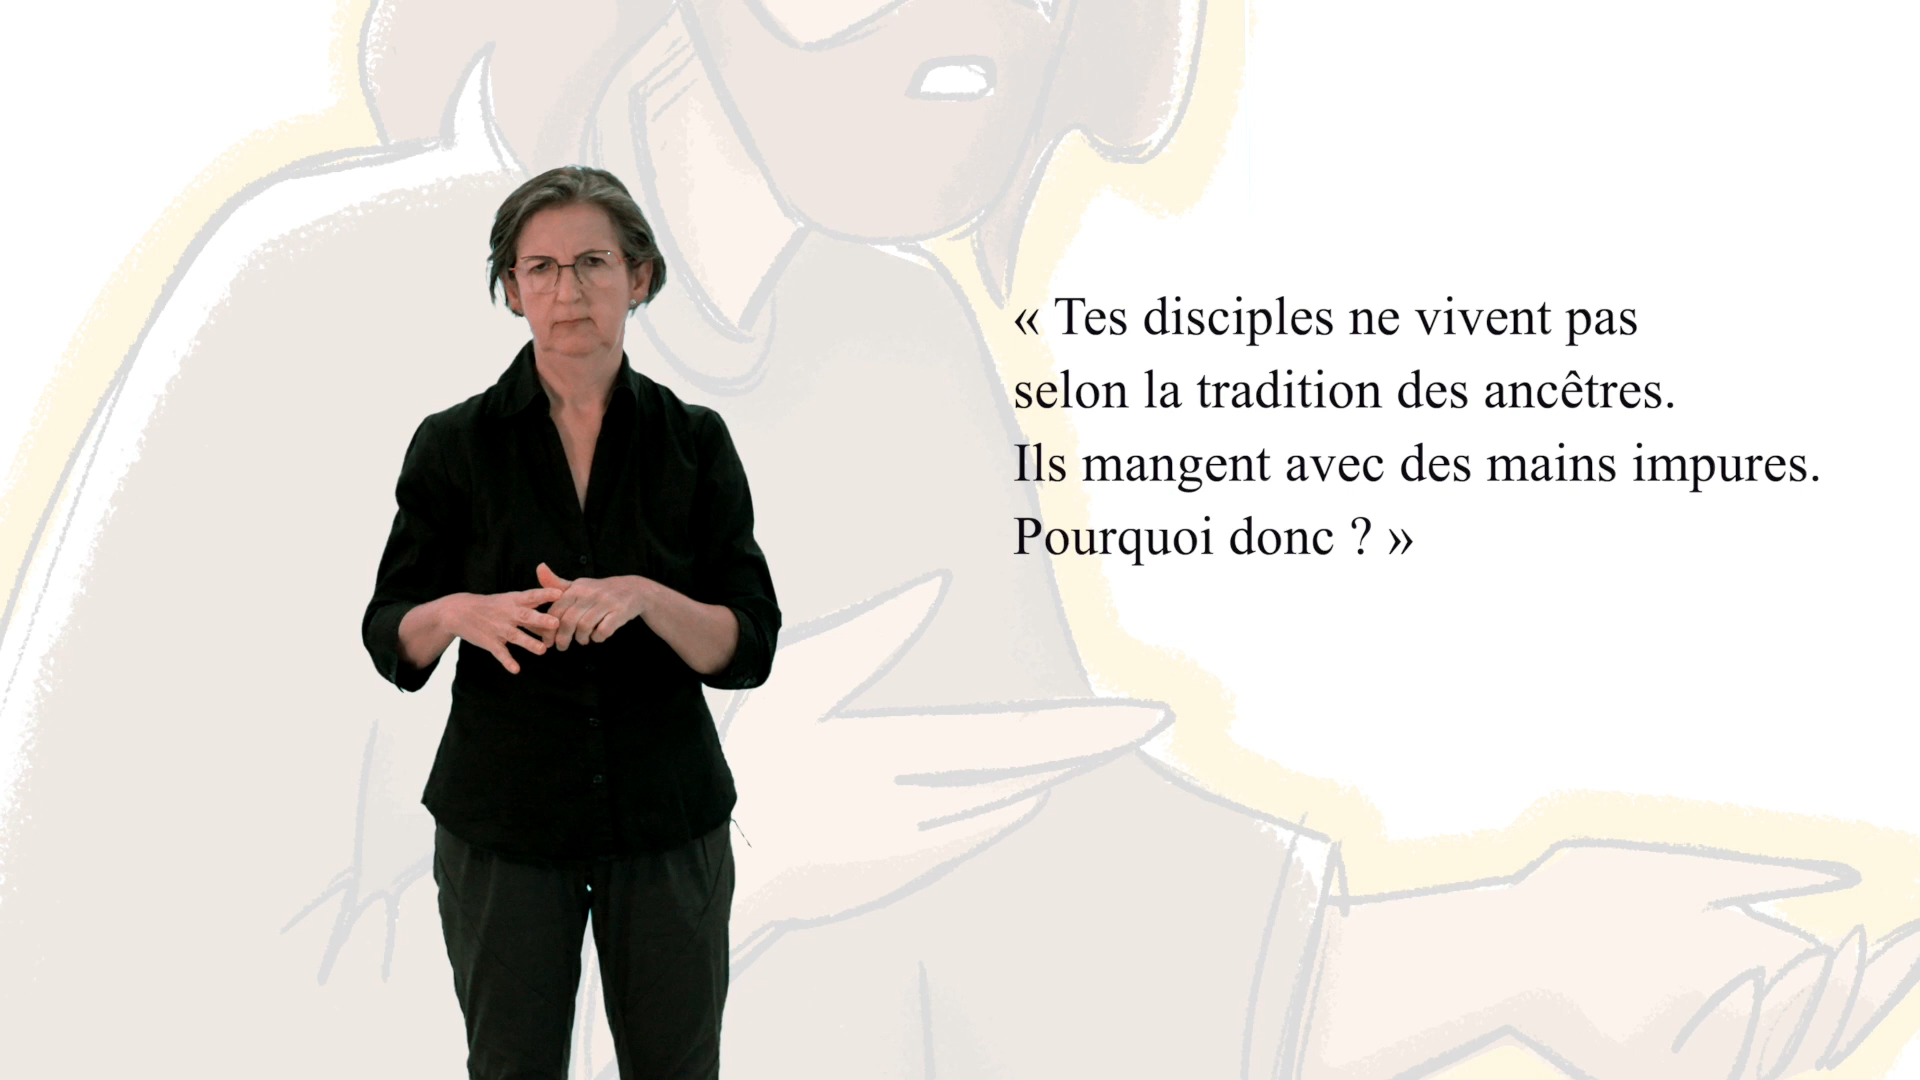 « Tes disciples ne vivent pas
selon la tradition des ancêtres.
Ils mangent avec des mains impures.
Pourquoi donc ? »